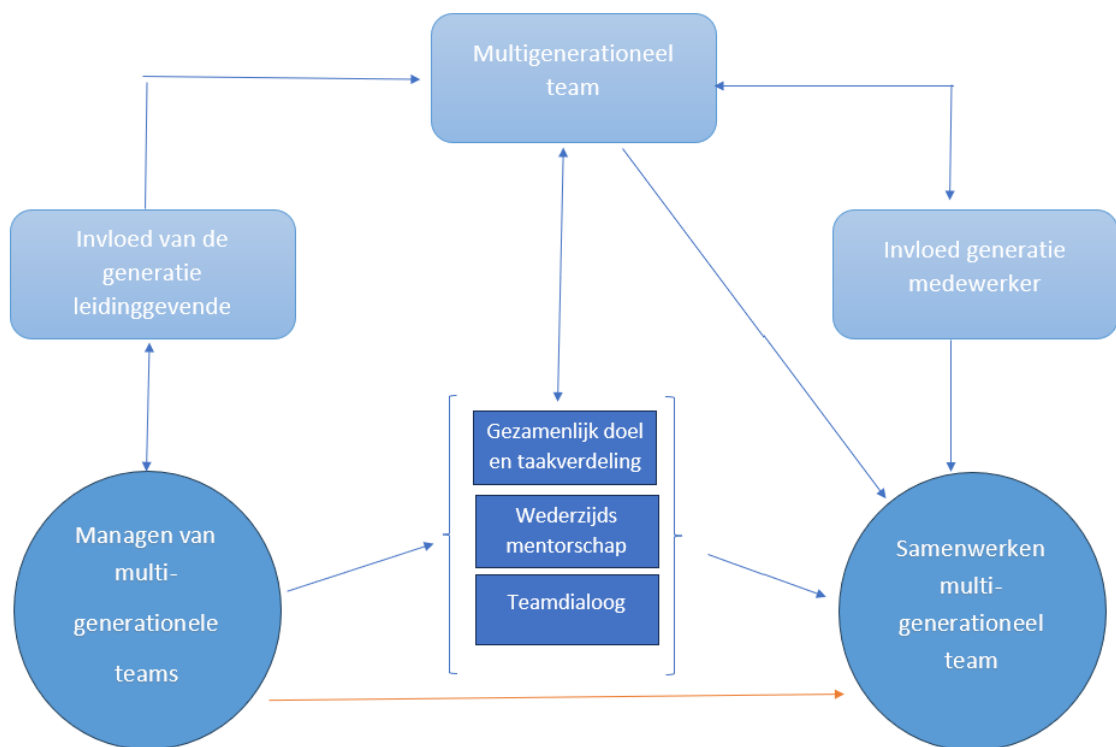 Multigenerationeel
team
Invloed van de
generatie
leidinggevende
Invloed generatie
medewerker
Gezamenlijk doel
en taakverdeling
Wederzijds
mentorschap
Teamdialoog
Managen van
multi-
generationele
teams
Samenwerken
multi-
generationeel
team